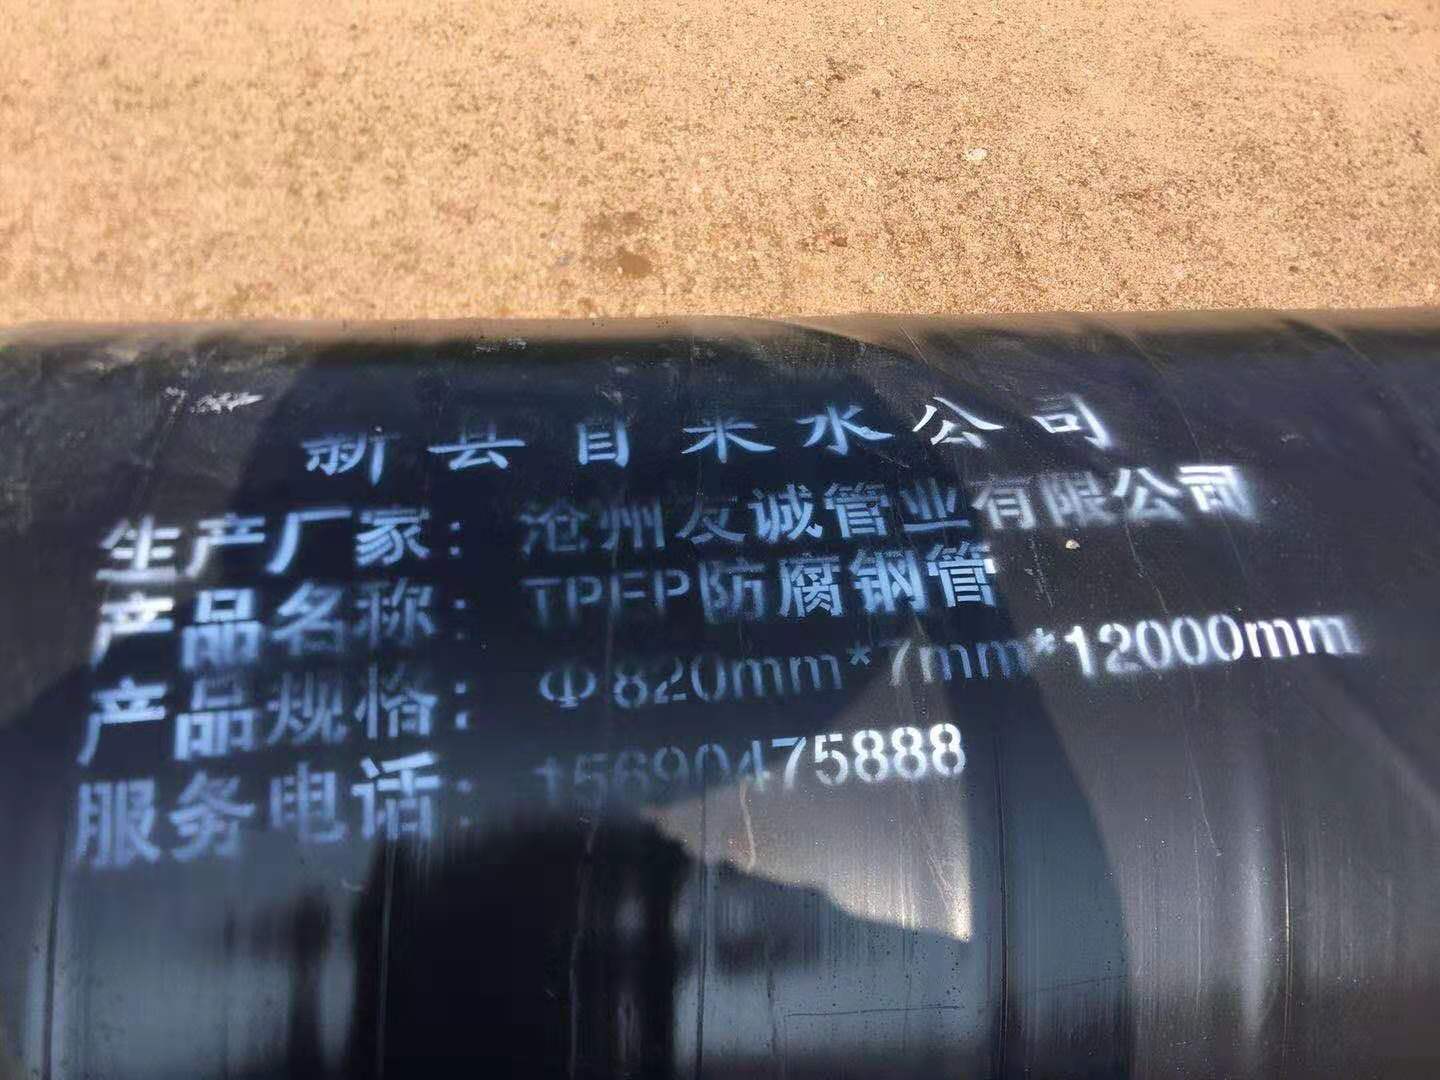 新县自来水公司
生产厂家：沧州友诚管业有限公司
产品名称：TPEP防腐钢管
产品规格：Φ820mm*7mm*12000mm
服务电话：15690475888